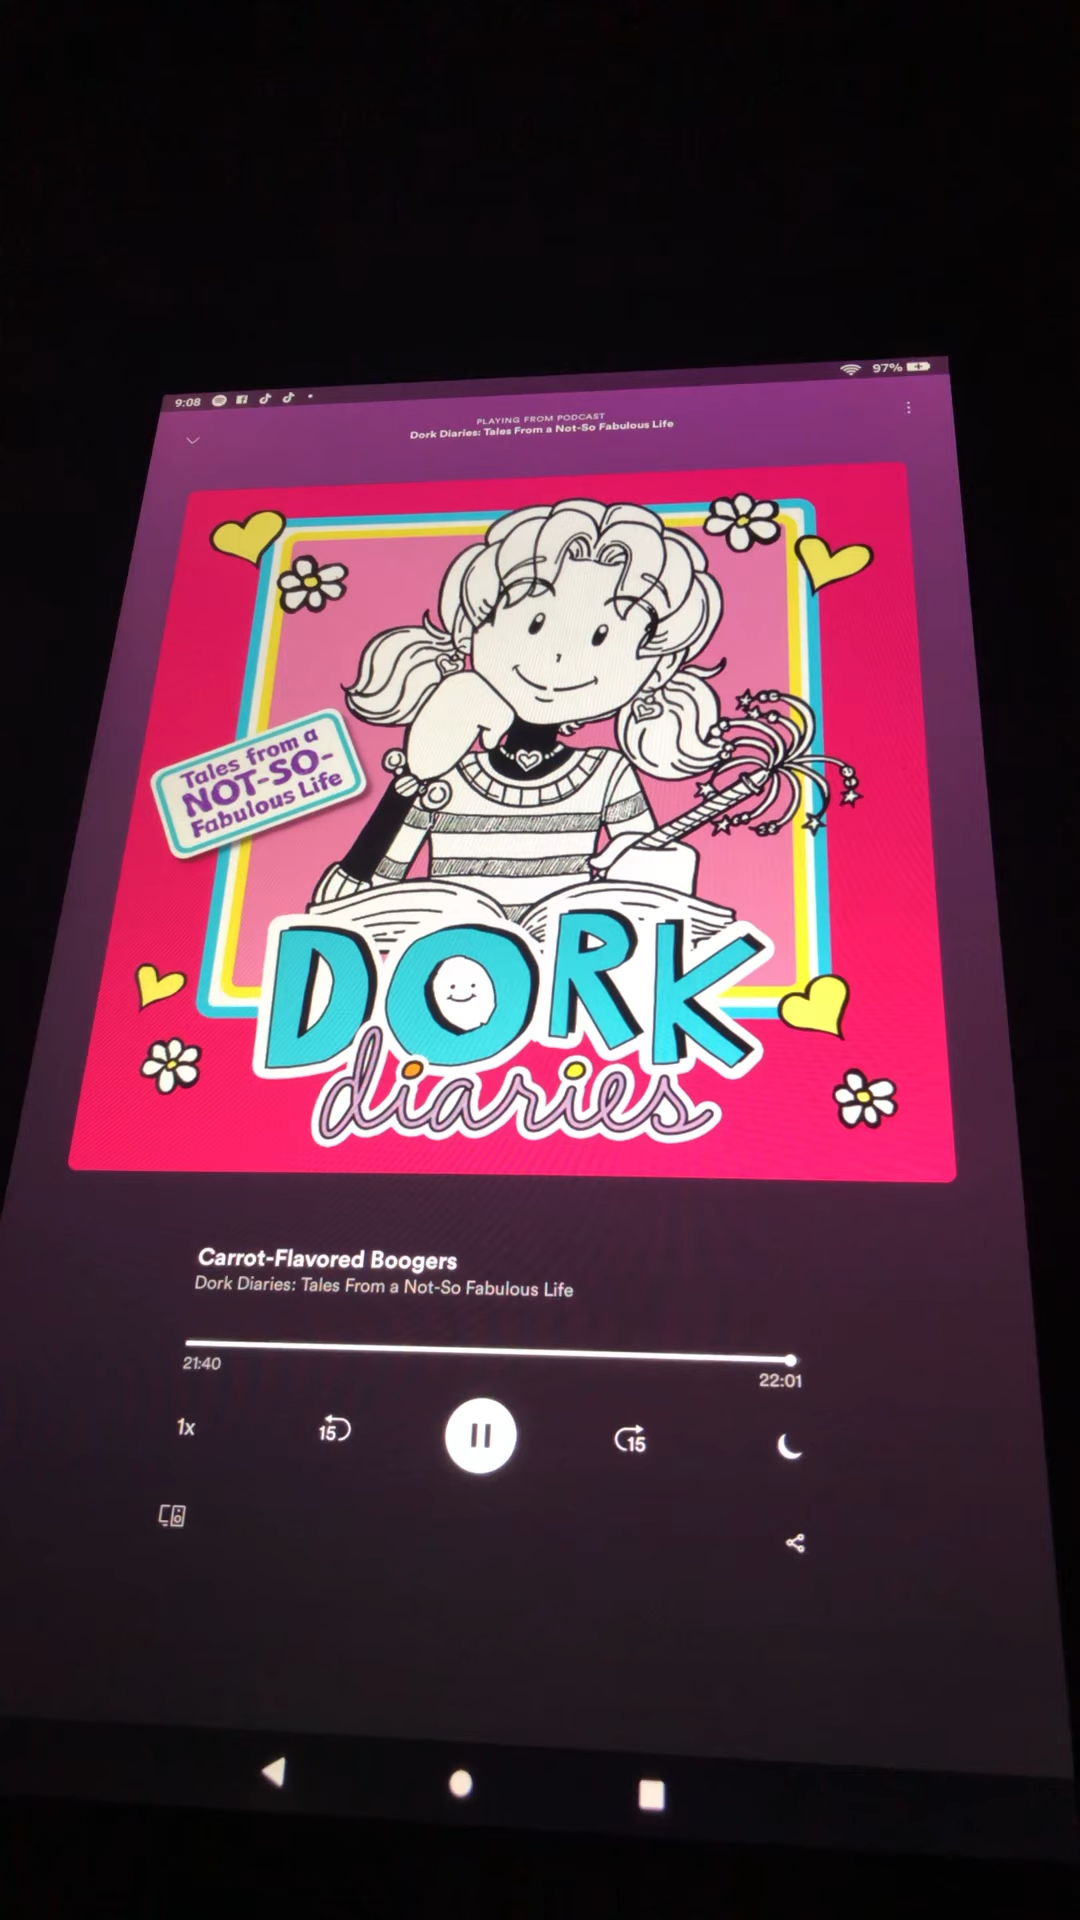 9:08
97%
PLAYING FROM PODCAST
Dork Diaries: Tales From a Not-So Fabulous Life
Tales from a
NOT-SO-
Fabulous Life
DORK
diaries
Carrot-Flavored Boogers
Dork Diaries: Tales From a Not-So Fabulous Life
21:40
22:01
1x
15
15